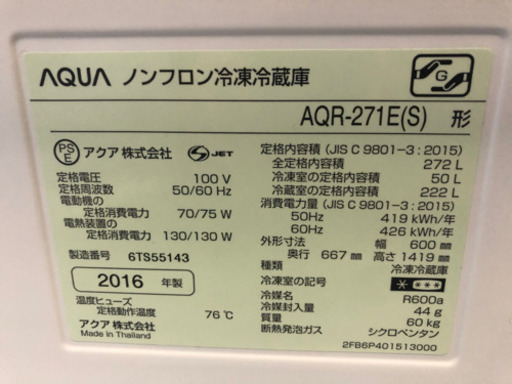 AQUA ノンフロン冷凍冷蔵庫
G
AQR-271E(S) 形
PS E アクア株式会社 S JET
定格電圧 100 V
定格周波数 50/60 Hz
電動機の
定格消費電力 70/75 W
電熱装置の
定格消費電力 130/130 W
製造番号 6TS55143
2016 年製
温度ヒューズ
定格動作温度 76℃
アクア株式会社
Made in Thailand
定格内容積 (JIS C 9801-3:2015)
全定格内容積 272 L
冷凍室の定格内容積 50 L
冷蔵室の定格内容積 222 L
消費電力量 (JIS C 9801-3:2015)
50Hz 419 kWh/年
60Hz 426 kWh/年
外形寸法 幅 600 ㎜
奥行 667 ㎜ 高さ 1419 ㎜
種類 冷凍冷蔵庫
冷凍室の記号
冷媒名 R600a
冷媒封入量 44 g
質量 60 kg
断熱発泡ガス シクロペンタン
2FB6P401513000